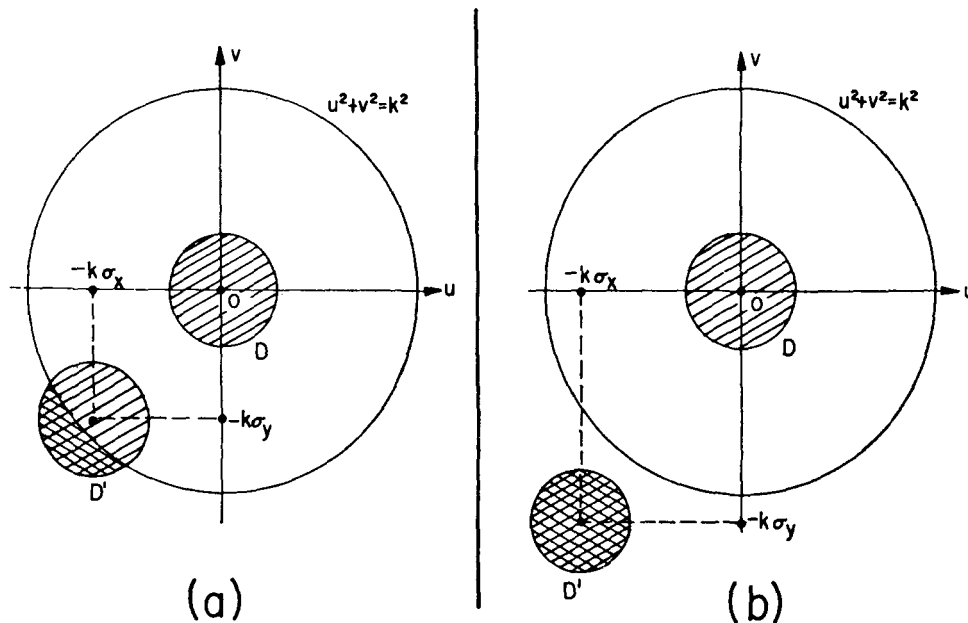 v
u²+v²=k²
-kσx
u
O
D
-kσy
D'
(a)
v
u²+v²=k²
-kσx
u
O
D
-kσy
D'
(b)